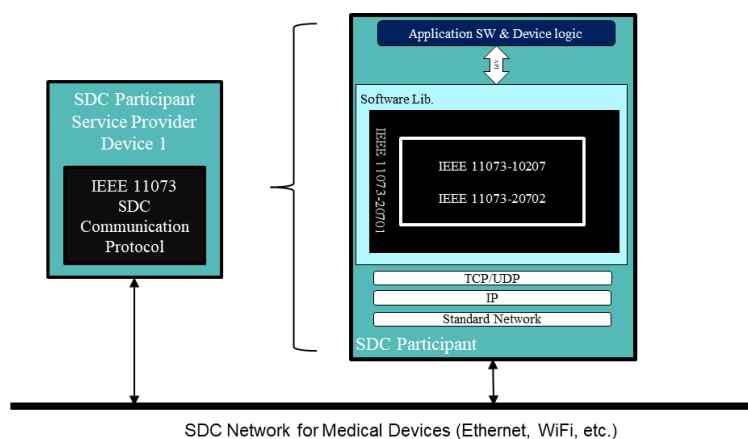 SDC Participant
Service Provider
Device 1
IEEE 11073
SDC
Communication
Protocol
Application SW & Device logic
API
Software Lib.
IEEE 11073-20701
IEEE 11073-10207
IEEE 11073-20702
TCP/UDP
IP
Standard Network
SDC Participant
SDC Network for Medical Devices (Ethernet, WiFi, etc.)